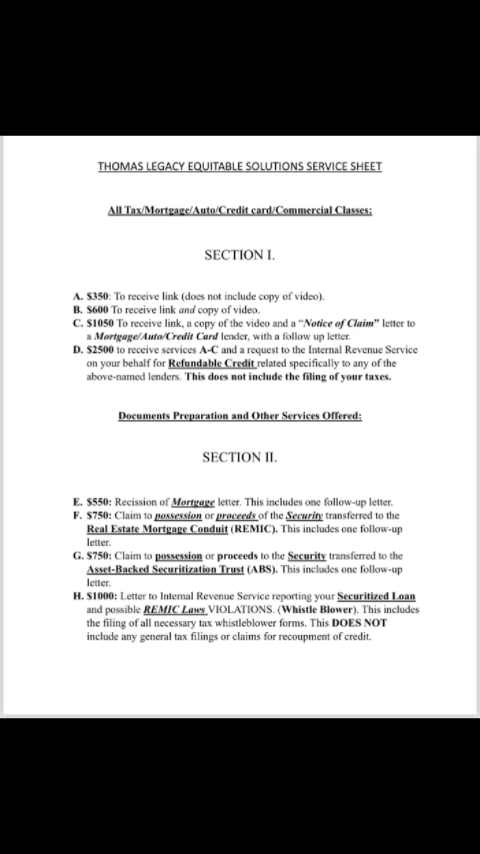 THOMAS LEGACY EQUITABLE SOLUTIONS SERVICE SHEET
All Tax/Mortgage/Auto/Credit card/Commercial Classes:
SECTION I.
A. $350: To receive link (does not include copy of video).
B. $600 To receive link and copy of video.
C. $1050 To receive link, a copy of the video and a “Notice of Claim” letter to
a Mortgage/Auto/Credit Card lender, with a follow up letter.
D. $2500 to receive services A-C and a request to the Internal Revenue Service
on your behalf for Refundable Credit related specifically to any of the
above-named lenders. This does not include the filing of your taxes.
Documents Preparation and Other Services Offered:
SECTION II.
E. $550: Recission of Mortgage letter. This includes one follow-up letter.
F. $750: Claim to possession or proceeds of the Security transferred to the
Real Estate Mortgage Conduit (REMIC). This includes one follow-up
letter.
G. $750: Claim to possession or proceeds to the Security transferred to the
Asset-Backed Securitization Trust (ABS). This includes one follow-up
letter.
H. $1000: Letter to Internal Revenue Service reporting your Securitized Loan
and possible REMIC Laws VIOLATIONS. (Whistle Blower). This includes
the filing of all necessary tax whistleblower forms. This DOES NOT
include any general tax filings or claims for recoupment of credit.